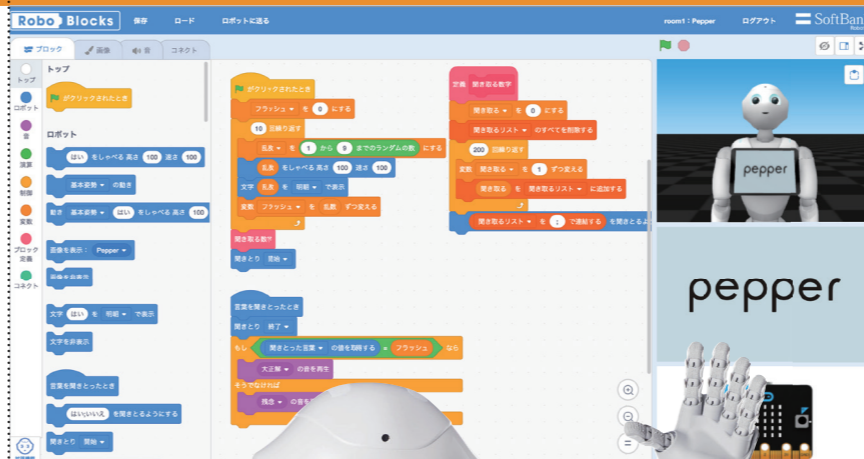 Robo Blocks 保存 ロード ロボットに送る room1 : Pepper ログアウト SoftBan
ブロック 画像 音 コネクト
トップ
ロボット
音
演算
制御
変数
ブロック
定義
コネクト
トップ
がクリックされたとき
ロボット
はい をしゃべる 高さ 100 速さ 100
基本姿勢 の動き
動き 基本姿勢 はい をしゃべる 高さ 100
画像を表示: Pepper
画像を非表示
文字 はい を 明朝 で表示
文字を非表示
言葉を聞きとったとき
はい;いいえ を聞きとるようにする
聞きとり 開始
がクリックされたとき
フラッシュ を 0 にする
10 回繰り返す
乱数 を 1 から 9 までのランダムの数 にする
乱数 をしゃべる 高さ 100 速さ 100
文字 乱数 を 明朝 で表示
変数 フラッシュ を 乱数 ずつ変える
聞き取る数字
聞きとり 開始
言葉を聞きとったとき
聞きとり 終了
もし 聞きとった言葉 の値を取得する = フラッシュ なら
大正解 の音を再生
そうでなければ
残念 の音を
定義 聞き取る数字
聞き取る を 0 にする
聞き取るリスト のすべてを削除する
200 回繰り返す
変数 聞き取る を 1 ずつ変える
聞き取る を 聞き取るリスト に追加する
聞き取るリスト を ; で連結する を聞きとるよ
pepper
pepper